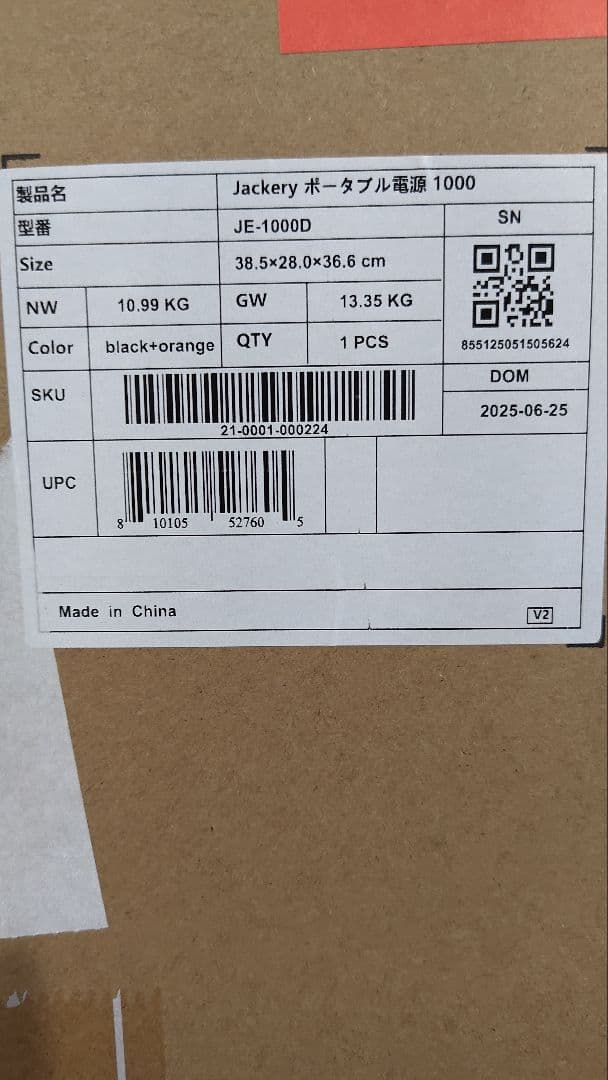 製品名 Jackery ポータブル電源 1000
型番 JE-1000D SN
Size 38.5×28.0×36.6 cm
NW 10.99 KG GW 13.35 KG
855125051505624
Color black+orange QTY 1 PCS
DOM
SKU
2025-06-25
21-0001-000224
UPC
8 10105 52760 5
Made in China V2